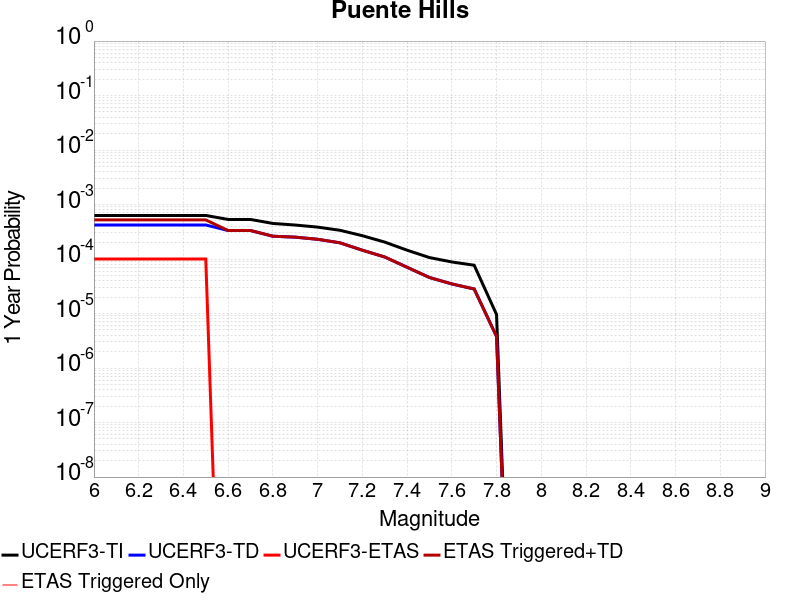 Puente Hills
10^0
10^-1
10^-2
10^-3
10^-4
10^-5
10^-6
10^-7
10^-8
1 Year Probability
6 6.2 6.4 6.6 6.8 7 7.2 7.4 7.6 7.8 8 8.2 8.4 8.6 8.8 9
Magnitude
UCERF3-TI UCERF3-TD UCERF3-ETAS ETAS Triggered+TD
ETAS Triggered Only